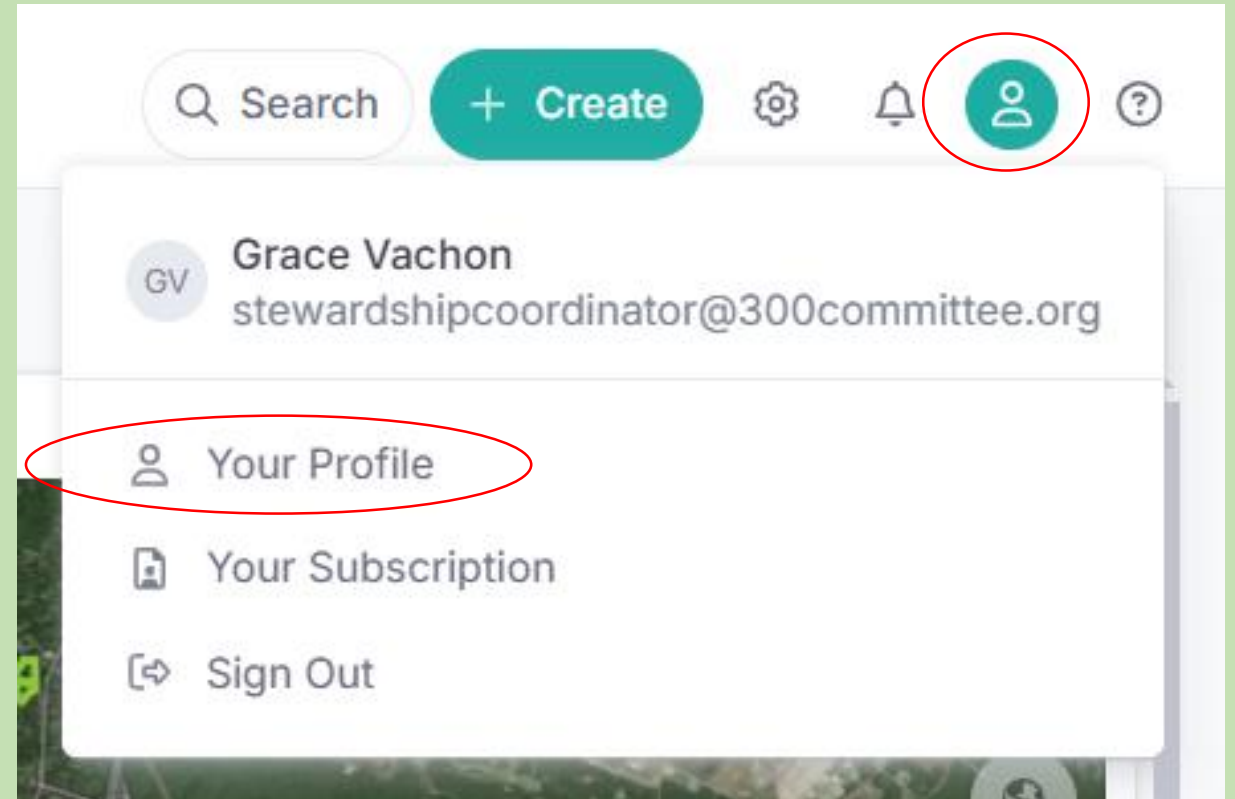 Search
+ Create
GV
Grace Vachon
stewardshipcoordinator@300committee.org
Your Profile
Your Subscription
Sign Out